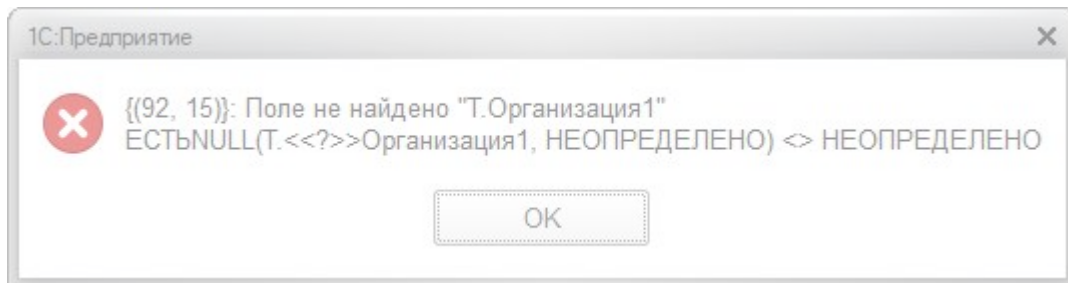 1С:Предприятие
{(92, 15)}: Поле не найдено "Т.Организация1"
ЕСТЬNULL(Т.<<?>>Организация1, НЕОПРЕДЕЛЕНО) <> НЕОПРЕДЕЛЕНО
OK